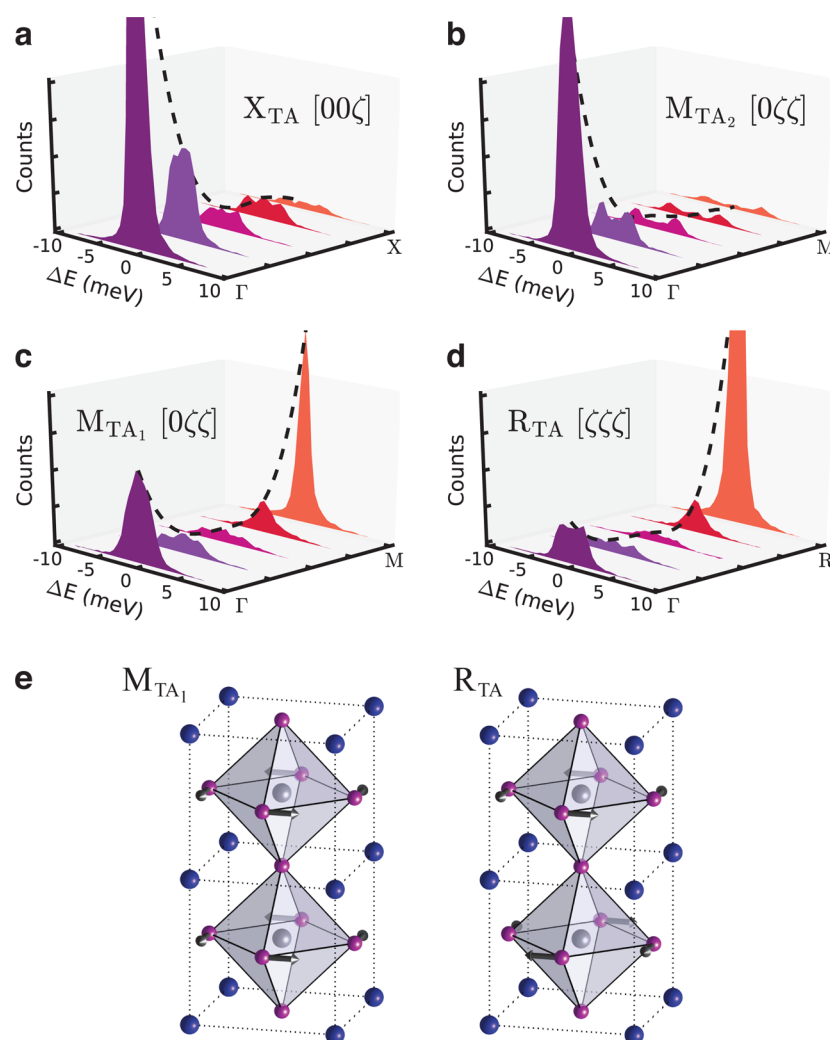 a
X_TA [00ζ]
Counts
-10
-5
0
5
10
ΔE (meV)
Γ
X
b
M_TA₂ [0ζζ]
Counts
-10
-5
0
5
10
ΔE (meV)
Γ
M
c
M_TA₁ [0ζζ]
Counts
-10
-5
0
5
10
ΔE (meV)
Γ
M
d
R_TA [ζζζ]
Counts
-10
-5
0
5
10
ΔE (meV)
Γ
R
e
M_TA₁
R_TA